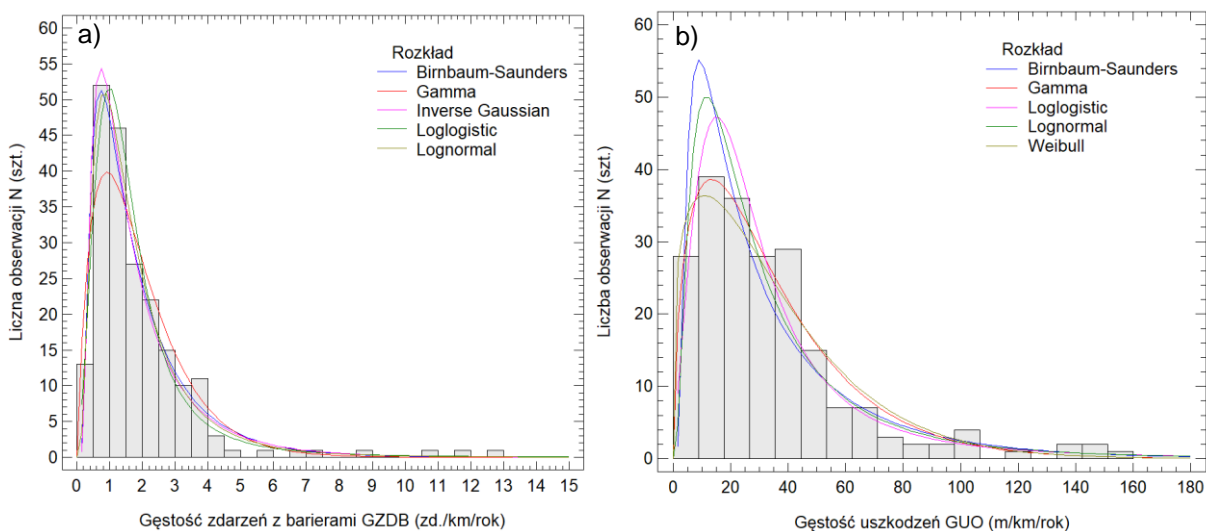 a)
Rozkład
Birnbaum-Saunders
Gamma
Inverse Gaussian
Loglogistic
Lognormal
Liczna obserwacji N (szt.)
60
55
50
45
40
35
30
25
20
15
10
5
0
0 1 2 3 4 5 6 7 8 9 10 11 12 13 14 15
Gęstość zdarzeń z barierami GZDB (zd./km/rok)
b)
Rozkład
Birnbaum-Saunders
Gamma
Loglogistic
Lognormal
Weibull
Liczba obserwacji N (szt.)
60
50
40
30
20
10
0
0 20 40 60 80 100 120 140 160 180
Gęstość uszkodzeń GUO (m/km/rok)